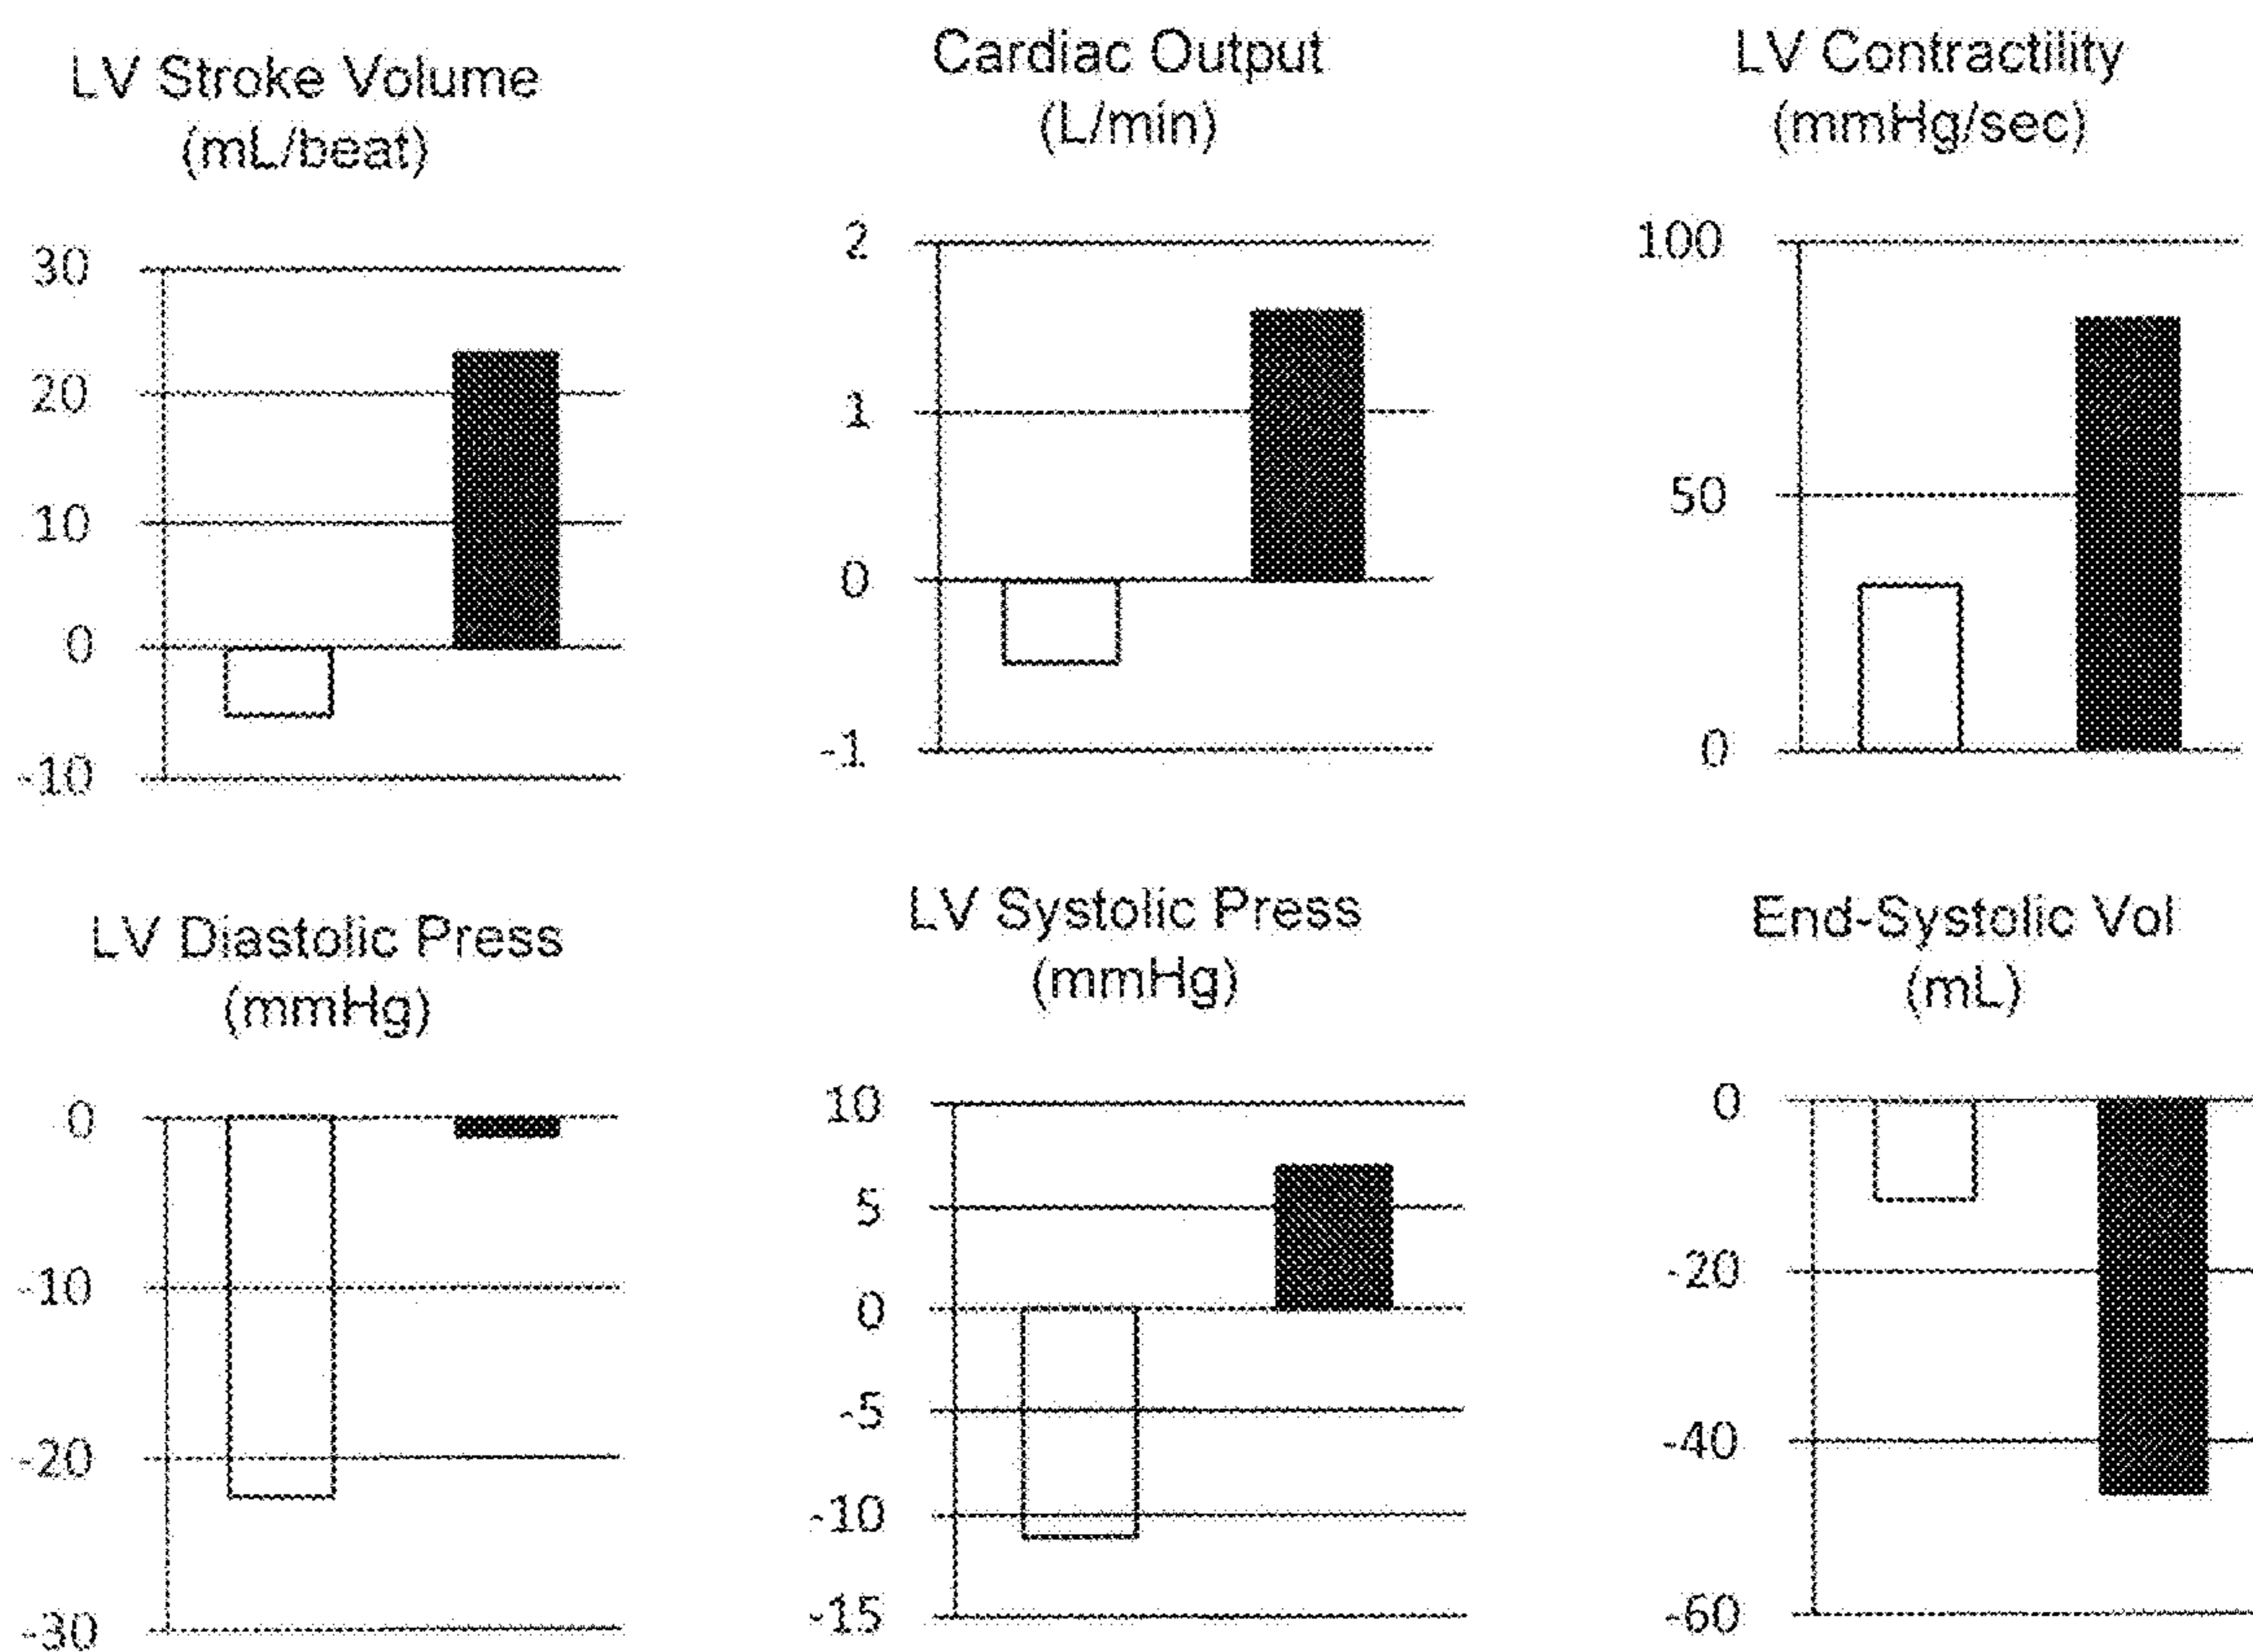 LV Stroke Volume
(mL/beat)
30
20
10
0
-10
Cardiac Output
(L/min)
2
1
0
-1
LV Contractility
(mmHg/sec)
100
50
0
LV Diastolic Press
(mmHg)
0
-10
-20
-30
LV Systolic Press
(mmHg)
10
5
0
-5
-10
-15
End-Systolic Vol
(mL)
0
-20
-40
-60